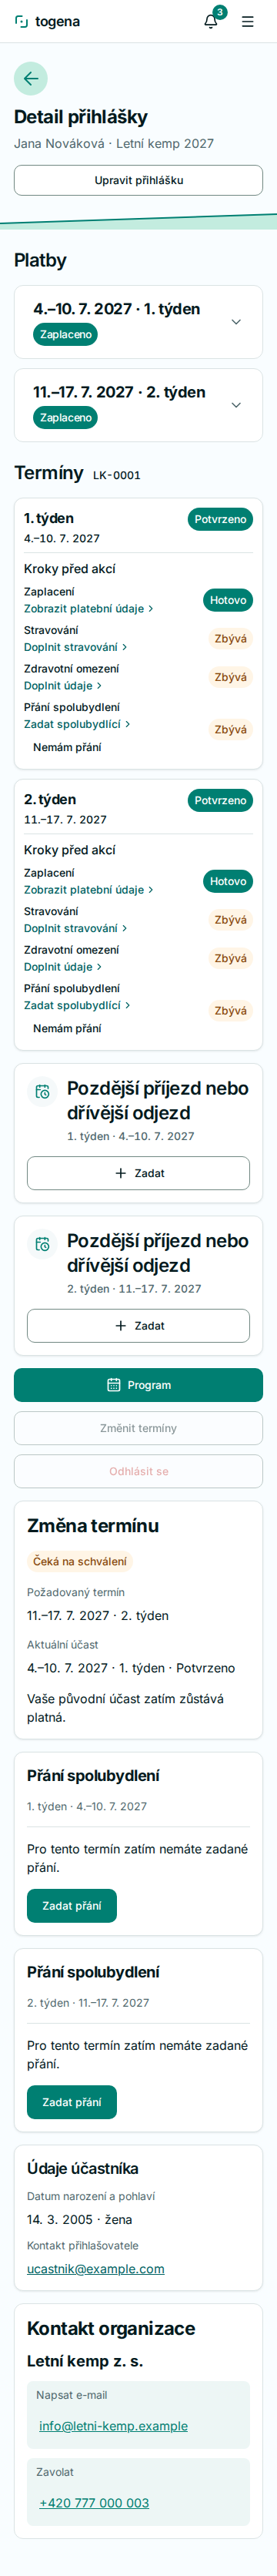 togena
3
Detail přihlášky
Jana Nováková · Letní kemp 2027
Upravit přihlášku
Platby
4.–10. 7. 2027 · 1. týden
Zaplaceno
11.–17. 7. 2027 · 2. týden
Zaplaceno
Termíny LK-0001
1. týden
Potvrzeno
4.–10. 7. 2027
Kroky před akcí
Zaplacení
Zobrazit platební údaje
Hotovo
Stravování
Doplnit stravování
Zbývá
Zdravotní omezení
Doplnit údaje
Zbývá
Přání spolubydlení
Zadat spolubydlící
Zbývá
Nemám přání
2. týden
Potvrzeno
11.–17. 7. 2027
Kroky před akcí
Zaplacení
Zobrazit platební údaje
Hotovo
Stravování
Doplnit stravování
Zbývá
Zdravotní omezení
Doplnit údaje
Zbývá
Přání spolubydlení
Zadat spolubydlící
Zbývá
Nemám přání
Pozdější příjezd nebo
dřívější odjezd
1. týden · 4.–10. 7. 2027
Zadat
Pozdější příjezd nebo
dřívější odjezd
2. týden · 11.–17. 7. 2027
Zadat
Program
Změnit termíny
Odhlásit se
Změna termínu
Čeká na schválení
Požadovaný termín
11.–17. 7. 2027 · 2. týden
Aktuální účast
4.–10. 7. 2027 · 1. týden · Potvrzeno
Vaše původní účast zatím zůstává
platná.
Přání spolubydlení
1. týden · 4.–10. 7. 2027
Pro tento termín zatím nemáte zadané
přání.
Zadat přání
Přání spolubydlení
2. týden · 11.–17. 7. 2027
Pro tento termín zatím nemáte zadané
přání.
Zadat přání
Údaje účastníka
Datum narození a pohlaví
14. 3. 2005 · žena
Kontakt přihlašovatele
ucastnik@example.com
Kontakt organizace
Letní kemp z. s.
Napsat e-mail
info@letni-kemp.example
Zavolat
+420 777 000 003